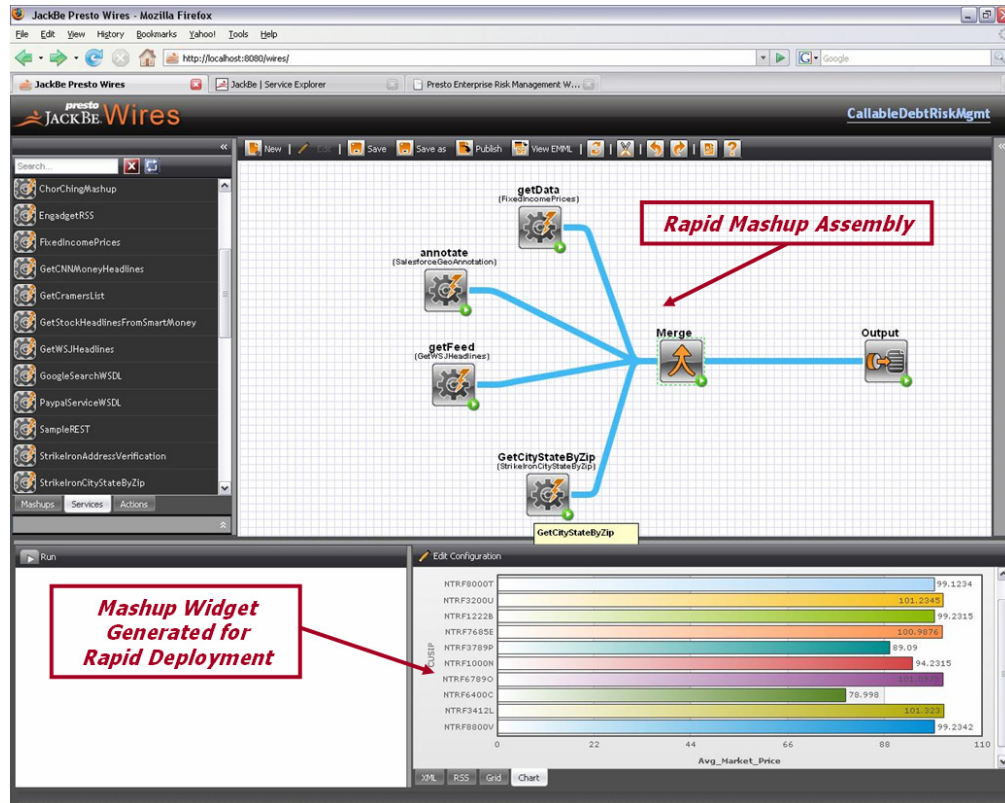 JackBe Presto Wires - Mozilla Firefox
File Edit View History Bookmarks Yahoo! Tools Help
http://localhost:8080/wires/
Google
JackBe Presto Wires
JackBe | Service Explorer
Presto Enterprise Risk Management W...
presto
JACKBE Wires
CallableDebtRiskMgmt
Search...
New
Edit
Save
Save as
Publish
View EMML
ChorChingMashup
EngadgetRSS
FixedIncomePrices
GetCNNMoneyHeadlines
GetCramersList
GetStockHeadlinesFromSmartMoney
GetWSJHeadlines
GoogleSearchWSDL
PaypalServiceWSDL
SampleREST
StrikeIronAddressVerification
StrikeIronCityStateByZip
Mashups Services Actions
getData
(FixedIncomePrices)
annotate
(SalesforceGeoAnnotation)
getFeed
(GetWSJHeadlines)
GetCityStateByZip
(StrikeIronCityStateByZip)
GetCityStateByZip
Merge
Output
Rapid Mashup Assembly
Run
Mashup Widget
Generated for
Rapid Deployment
Edit Configuration
CUSIP
NTRF8000T 99.1234
NTRF3200U 101.2345
NTRF1222B 99.2315
NTRF7685E 100.9876
NTRF3789P 89.09
NTRF1000N 94.2315
NTRF6789O
NTRF6400C 78.998
NTRF3412L 101.323
NTRF8800V 99.2342
0 22 44 66 88 110
Avg_Market_Price
XML RSS Grid Chart